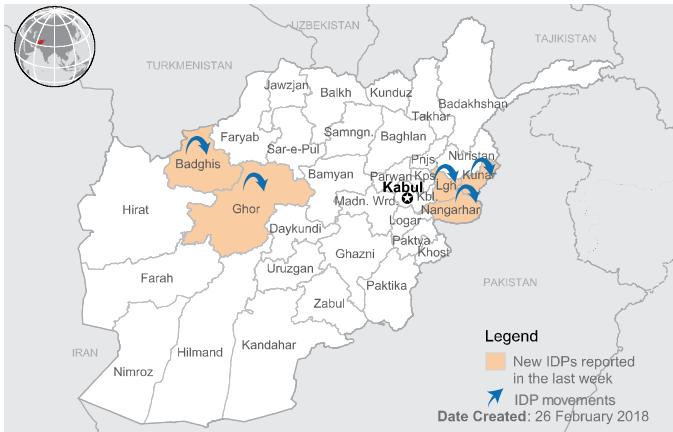 UZBEKISTAN
TAJIKISTAN
TURKMENISTAN
Jawzjan
Balkh
Kunduz
Badakhshan
Takhar
Faryab
Samngn.
Baghlan
Sar-e-Pul
Badghis
Pnjs.
Nuristan
Bamyan
Parwan
Kps.
Kunar
Lgh.
Kabul
Kbl.
Hirat
Ghor
Madn. Wrd.
Nangarhar
Logar
Daykundi
Paktya
Khost
Ghazni
Uruzgan
Farah
Paktika
PAKISTAN
Zabul
IRAN
Nimroz
Hilmand
Kandahar
Legend
New IDPs reported
in the last week
IDP movements
Date Created: 26 February 2018